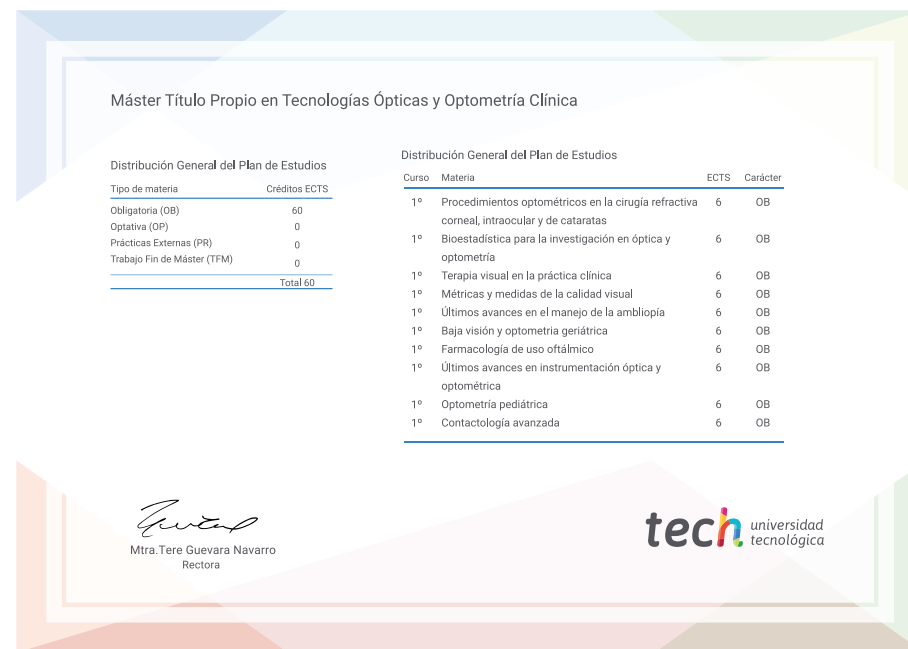 Máster Título Propio en Tecnologías Ópticas y Optometría Clínica
Distribución General del Plan de Estudios
Tipo de materia Créditos ECTS
Obligatoria (OB) 60
Optativa (OP) 0
Prácticas Externas (PR) 0
Trabajo Fin de Máster (TFM) 0
Total 60
Distribución General del Plan de Estudios
Curso Materia ECTS Carácter
1º Procedimientos optométricos en la cirugía refractiva 6 OB
corneal, intraocular y de cataratas
1º Bioestadística para la investigación en óptica y 6 OB
optometría
1º Terapia visual en la práctica clínica 6 OB
1º Métricas y medidas de la calidad visual 6 OB
1º Últimos avances en el manejo de la ambliopía 6 OB
1º Baja visión y optometria geriátrica 6 OB
1º Farmacología de uso oftálmico 6 OB
1º Últimos avances en instrumentación óptica y 6 OB
optométrica
1º Optometría pediátrica 6 OB
1º Contactología avanzada 6 OB
Mtra.Tere Guevara Navarro
Rectora
tech universidad
tecnológica